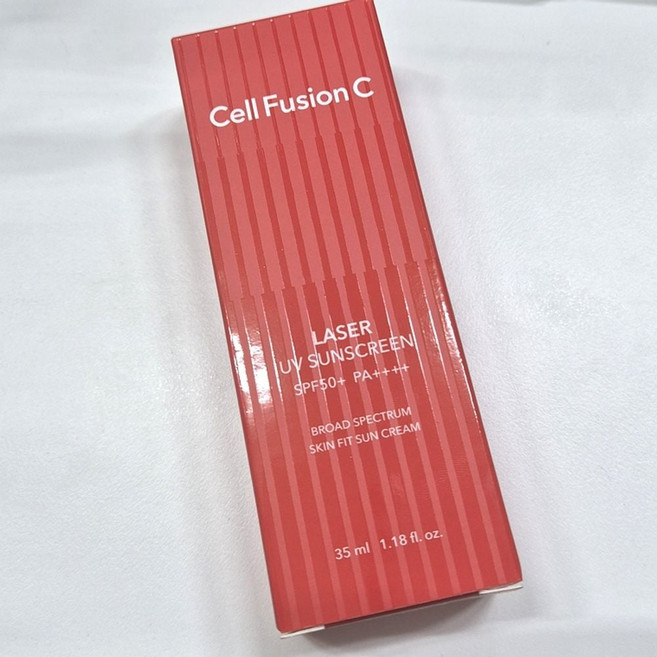 Cell Fusion C
LASER
UV SUNSCREEN
SPF50+ PA++++
BROAD SPECTRUM
SKIN FIT SUN CREAM
35 ml 1.18 fl. oz.